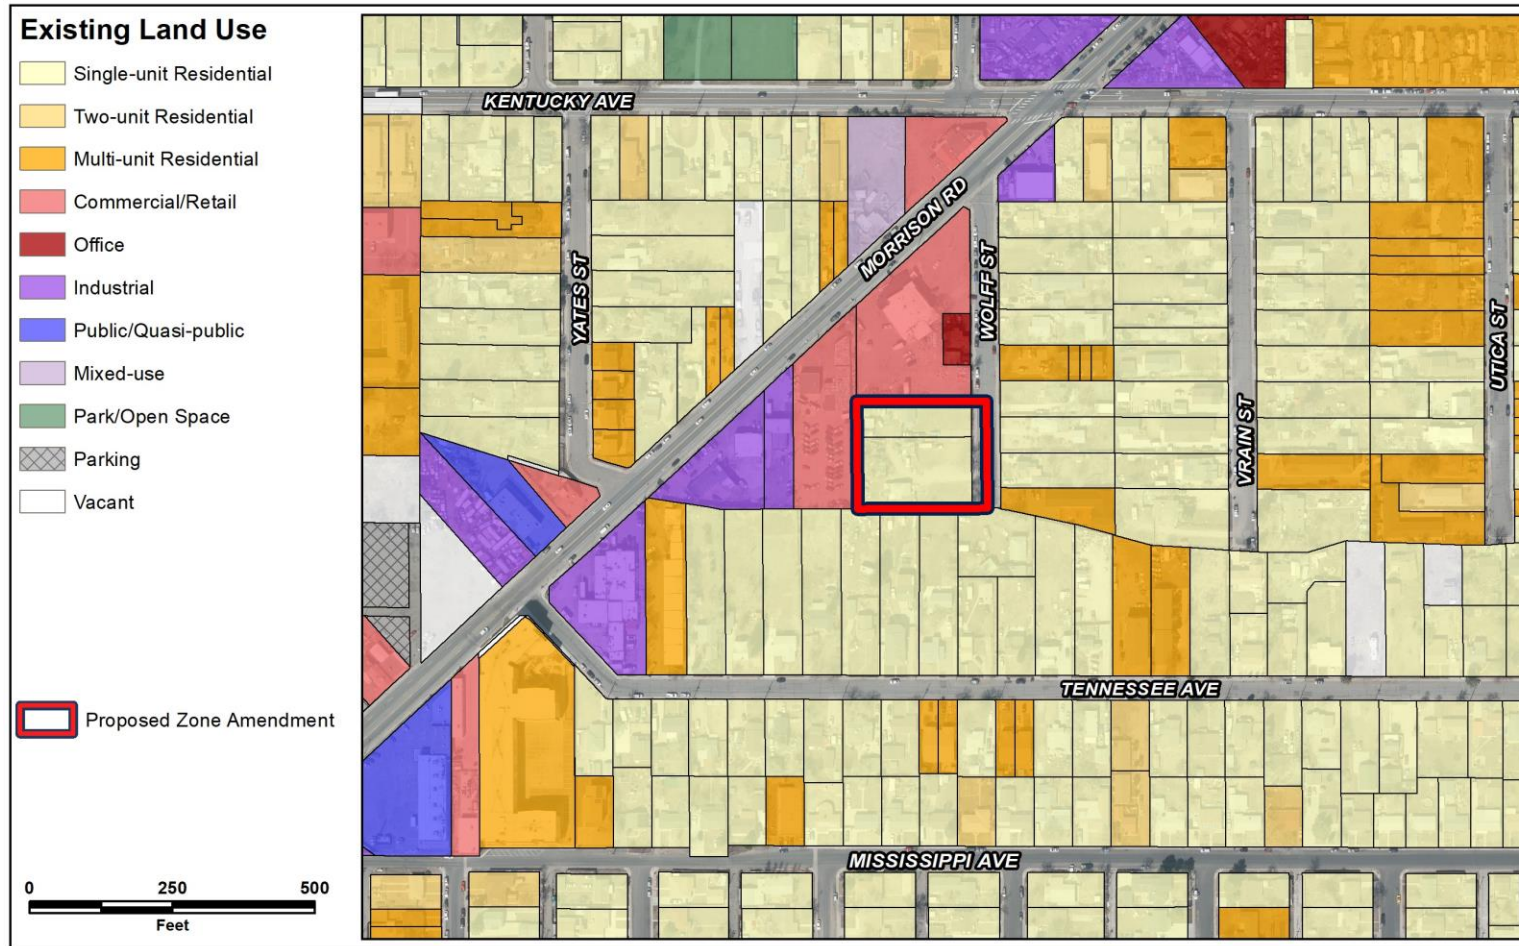 Existing Land Use
Single-unit Residential
Two-unit Residential
Multi-unit Residential
Commercial/Retail
Office
Industrial
Public/Quasi-public
Mixed-use
Park/Open Space
Parking
Vacant
Proposed Zone Amendment
0 250 500
Feet
KENTUCKY AVE
MORRISON RD
YATES ST
WOLFF ST
VRAIN ST
UTICA ST
TENNESSEE AVE
MISSISSIPPI AVE